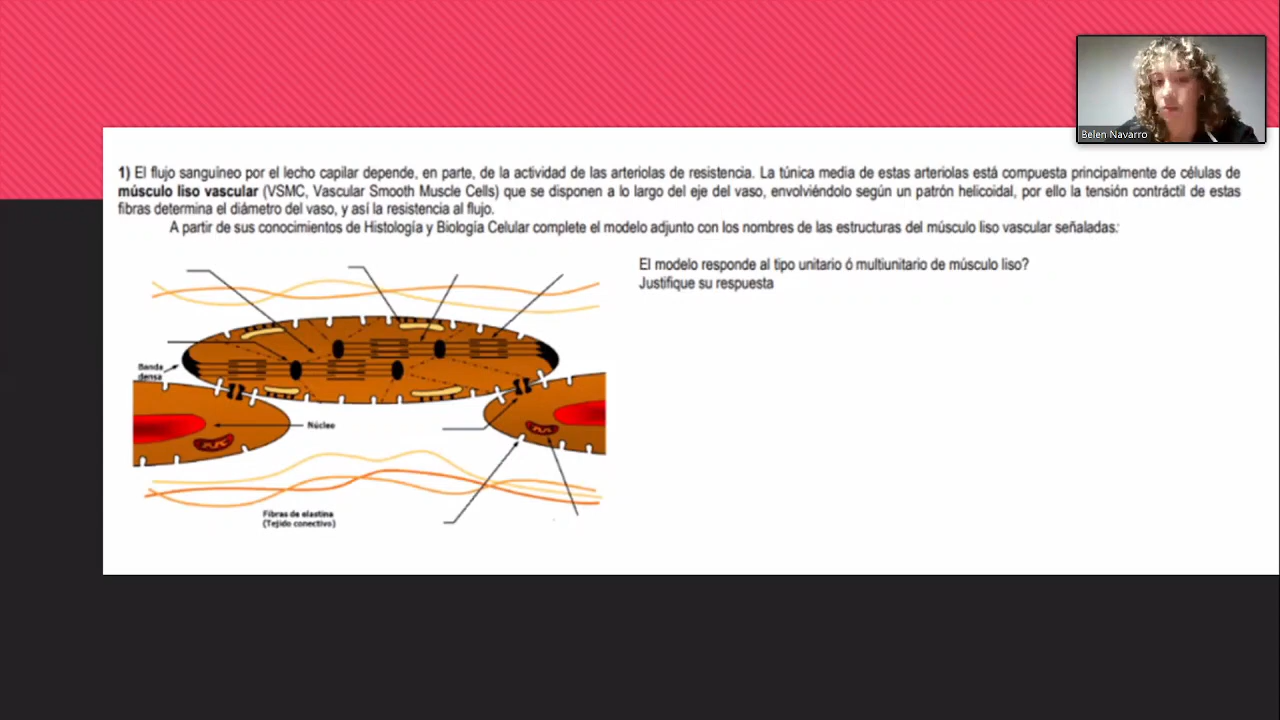 Belen Navarro
1) El flujo sanguíneo por el lecho capilar depende, en parte, de la actividad de las arteriolas de resistencia. La túnica media de estas arteriolas está compuesta principalmente de células de
músculo liso vascular (VSMC, Vascular Smooth Muscle Cells) que se disponen a lo largo del eje del vaso, envolviéndolo según un patrón helicoidal, por ello la tensión contráctil de estas
fibras determina el diámetro del vaso, y así la resistencia al flujo.
A partir de sus conocimientos de Histología y Biología Celular complete el modelo adjunto con los nombres de las estructuras del músculo liso vascular señaladas:
El modelo responde al tipo unitario ó multiunitario de músculo liso?
Justifique su respuesta
Banda
densa
Núcleo
Fibras de elastina
(Tejido conectivo)